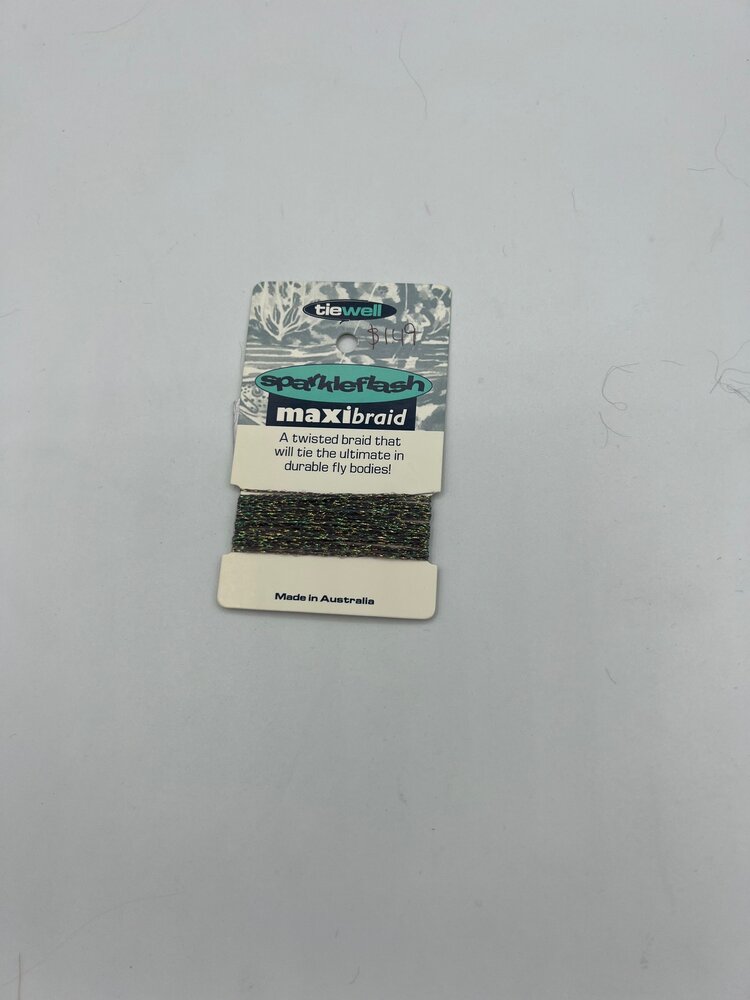 tiewell
$1.49
sparkleflash
maxibraid
A twisted braid that
will tie the ultimate in
durable fly bodies!
Made in Australia